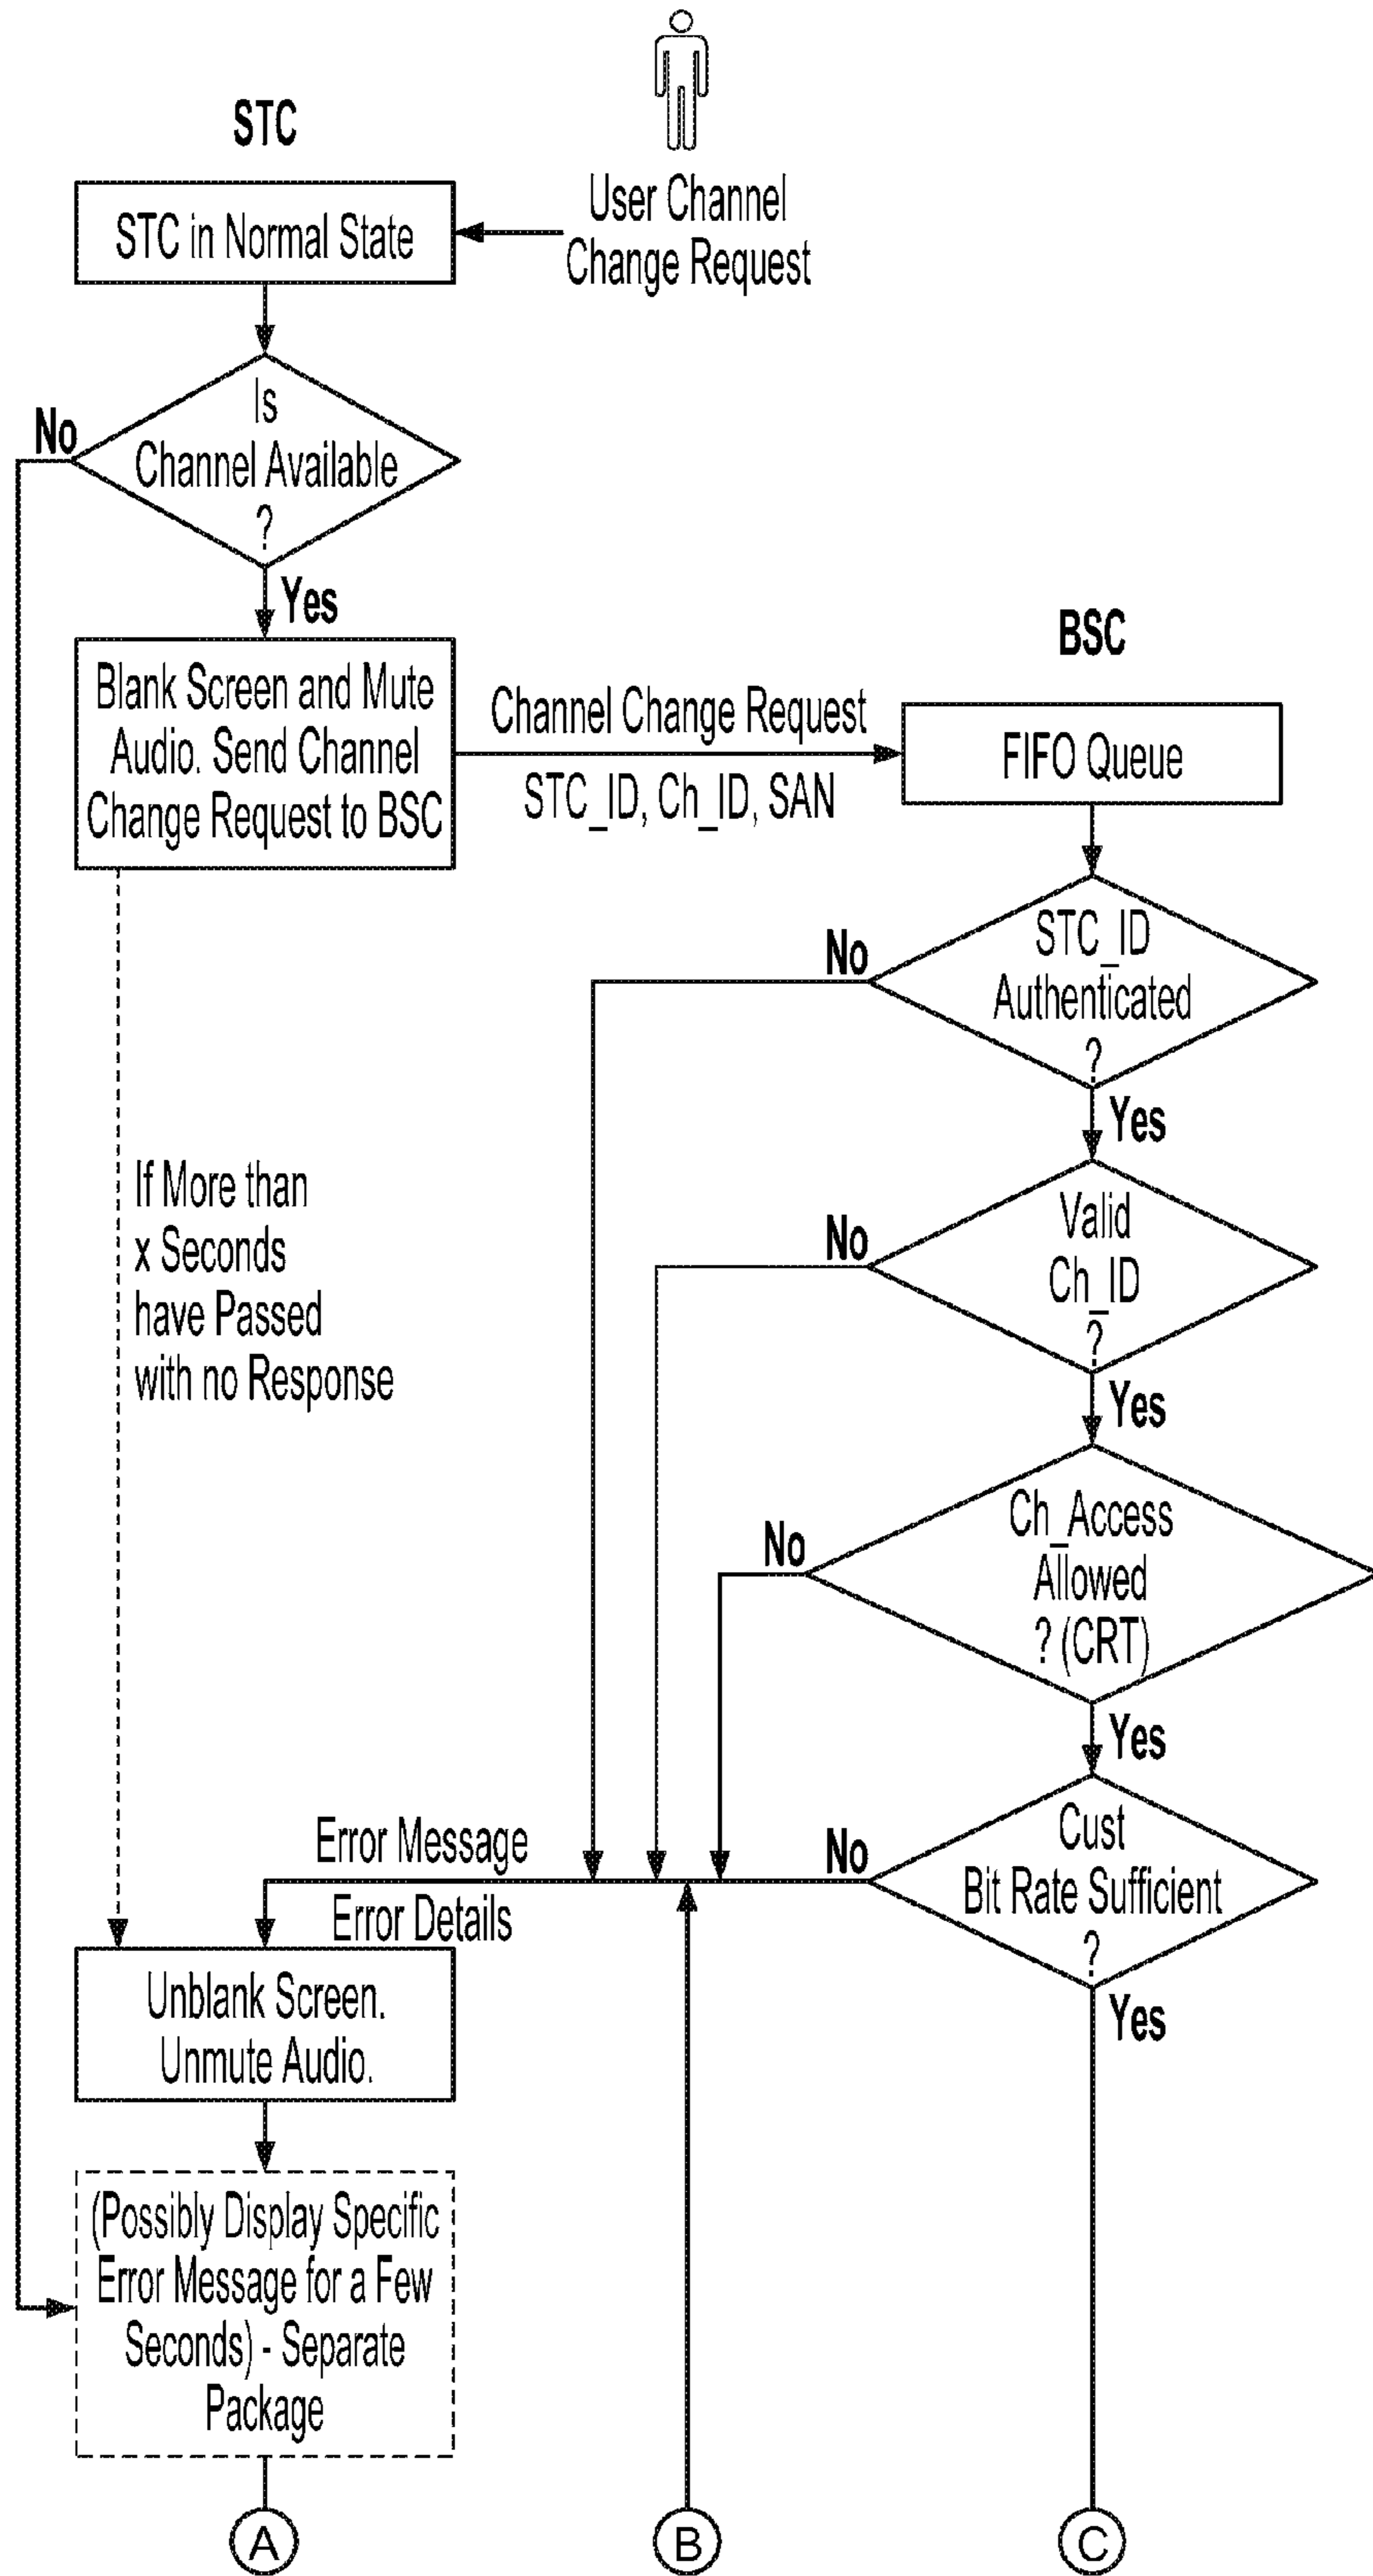 STC
User Channel
Change Request
STC in Normal State
Is
Channel Available
?
No
Yes
BSC
Blank Screen and Mute
Audio. Send Channel
Change Request to BSC
Channel Change Request
STC_ID, Ch_ID, SAN
FIFO Queue
STC_ID
Authenticated
?
No
Yes
If More than
x Seconds
have Passed
with no Response
Valid
Ch_ID
?
No
Yes
Ch_Access
Allowed
? (CRT)
No
Yes
Cust
Bit Rate Sufficient
?
No
Yes
Error Message
Error Details
Unblank Screen.
Unmute Audio.
(Possibly Display Specific
Error Message for a Few
Seconds) - Separate
Package
A
B
C